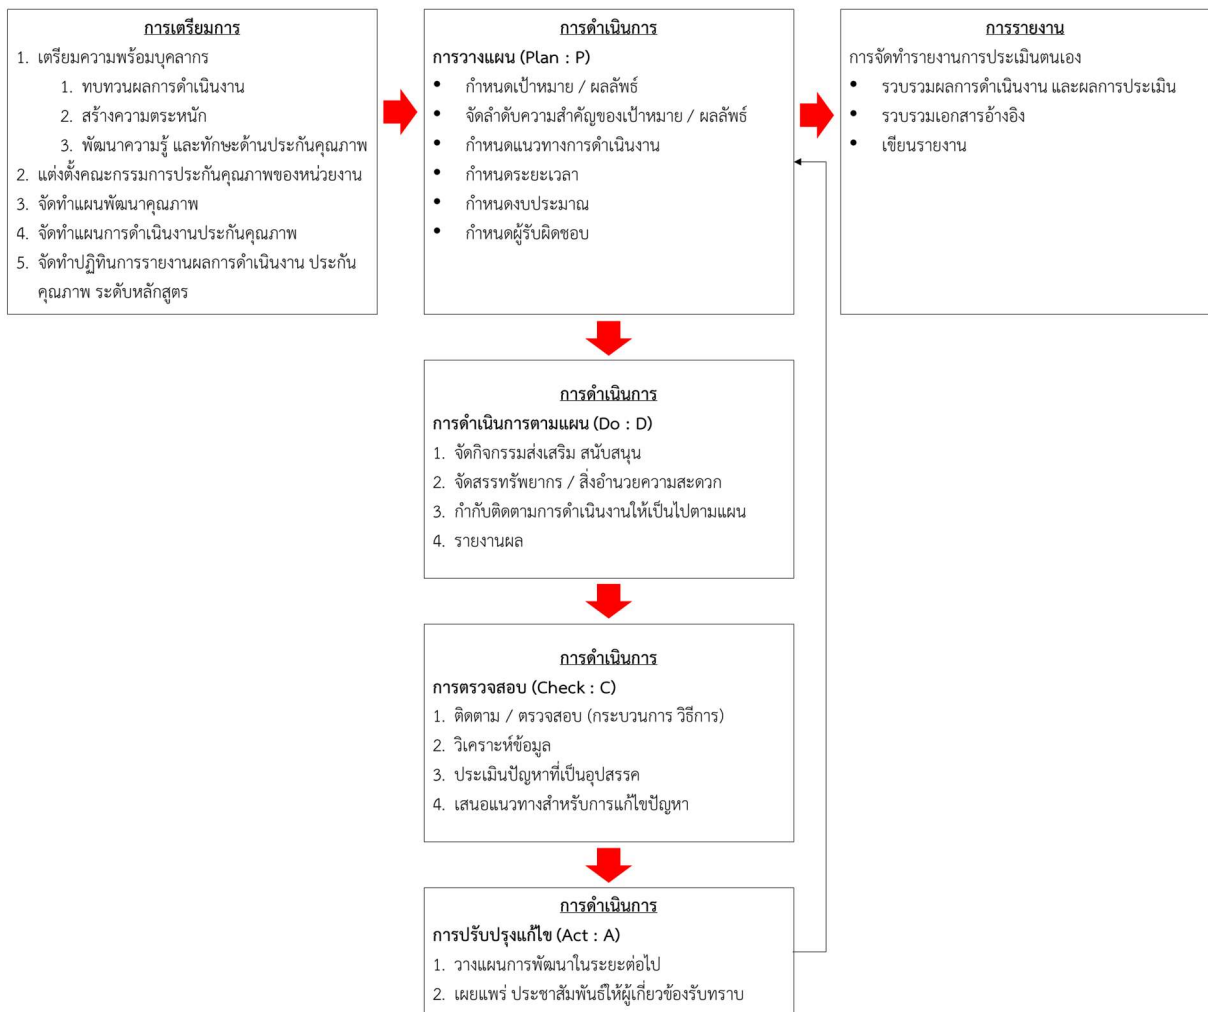 การเตรียมการ
1. เตรียมความพร้อมบุคลากร
1. ทบทวนผลการดำเนินงาน
2. สร้างความตระหนัก
3. พัฒนาความรู้ และทักษะด้านประกันคุณภาพ
2. แต่งตั้งคณะกรรมการประกันคุณภาพของหน่วยงาน
3. จัดทำแผนพัฒนาคุณภาพ
4. จัดทำแผนการดำเนินงานประกันคุณภาพ
5. จัดทำปฏิทินการรายงานผลการดำเนินงาน ประกัน
คุณภาพ ระดับหลักสูตร
การดำเนินการ
การวางแผน (Plan : P)
• กำหนดเป้าหมาย / ผลลัพธ์
• จัดลำดับความสำคัญของเป้าหมาย / ผลลัพธ์
• กำหนดแนวทางการดำเนินงาน
• กำหนดระยะเวลา
• กำหนดงบประมาณ
• กำหนดผู้รับผิดชอบ
การรายงาน
การจัดทำรายงานการประเมินตนเอง
• รวบรวมผลการดำเนินงาน และผลการประเมิน
• รวบรวมเอกสารอ้างอิง
• เขียนรายงาน
การดำเนินการ
การดำเนินการตามแผน (Do : D)
1. จัดกิจกรรมส่งเสริม สนับสนุน
2. จัดสรรทรัพยากร / สิ่งอำนวยความสะดวก
3. กำกับติดตามการดำเนินงานให้เป็นไปตามแผน
4. รายงานผล
การดำเนินการ
การตรวจสอบ (Check : C)
1. ติดตาม / ตรวจสอบ (กระบวนการ วิธีการ)
2. วิเคราะห์ข้อมูล
3. ประเมินปัญหาที่เป็นอุปสรรค
4. เสนอแนวทางสำหรับการแก้ไขปัญหา
การดำเนินการ
การปรับปรุงแก้ไข (Act : A)
1. วางแผนการพัฒนาในระยะต่อไป
2. เผยแพร่ ประชาสัมพันธ์ให้ผู้เกี่ยวข้องรับทราบ